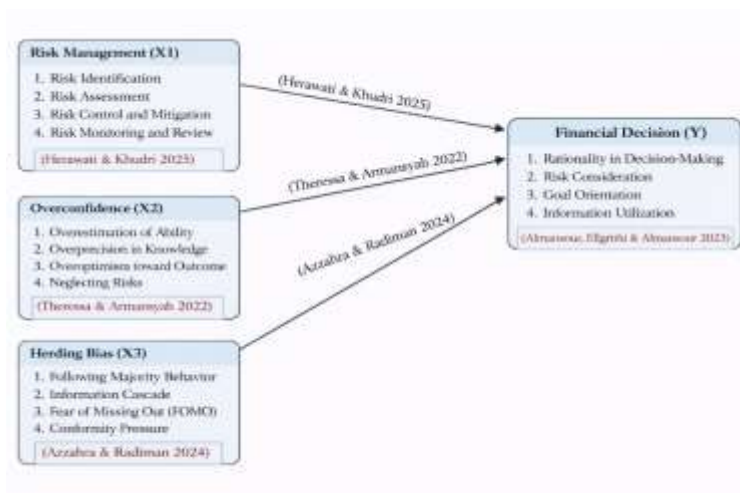 Risk Management (X1)
1. Risk Identification
2. Risk Assessment
3. Risk Control and Mitigation
4. Risk Monitoring and Review
(Herawati & Khudri 2025)
Overconfidence (X2)
1. Overestimation of Ability
2. Overprecision in Knowledge
3. Overoptimism toward Outcome
4. Neglecting Risks
(Theressa & Armansyah 2022)
Herding Bias (X3)
1. Following Majority Behavior
2. Information Cascade
3. Fear of Missing Out (FOMO)
4. Conformity Pressure
(Azzahra & Radiman 2024)
(Herawati & Khudri 2025)
(Theressa & Armansyah 2022)
(Azzahra & Radiman 2024)
Financial Decision (Y)
1. Rationality in Decision-Making
2. Risk Consideration
3. Goal Orientation
4. Information Utilization
(Almansour, & Almansour 2023)